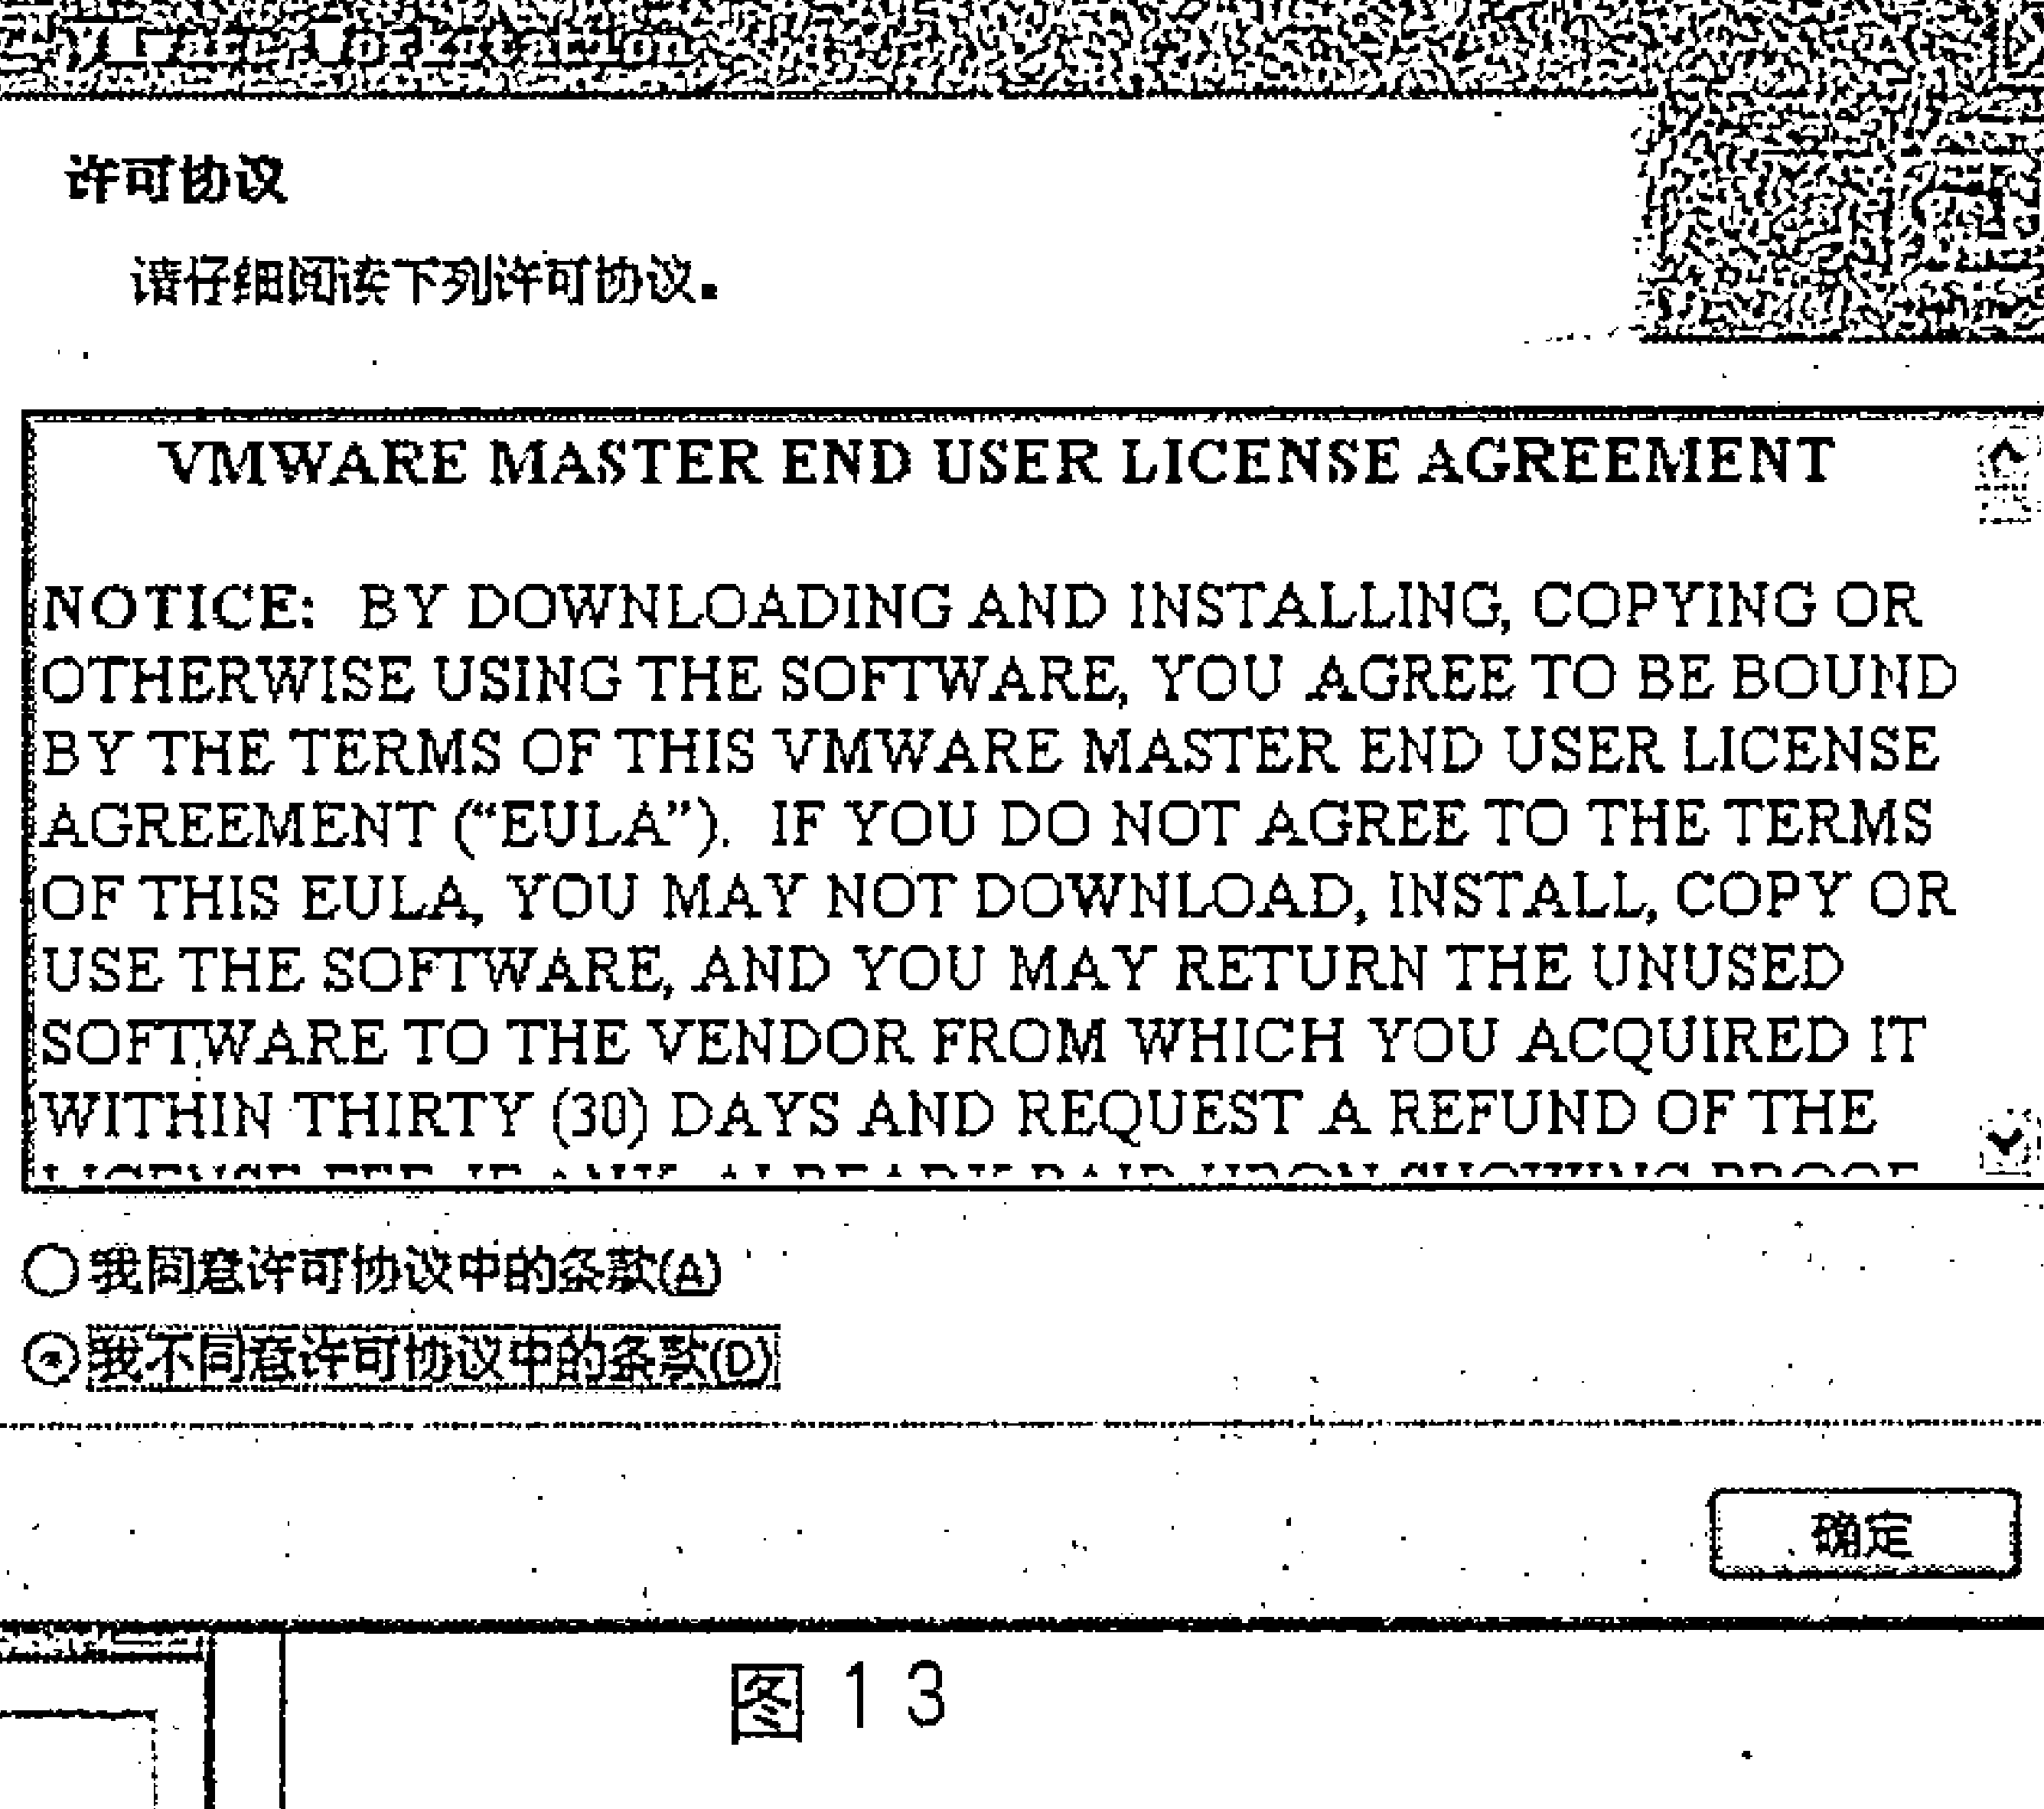 VMware Workstation
许可协议
请仔细阅读下列许可协议。
VMWARE MASTER END USER LICENSE AGREEMENT
NOTICE: BY DOWNLOADING AND INSTALLING, COPYING OR
OTHERWISE USING THE SOFTWARE, YOU AGREE TO BE BOUND
BY THE TERMS OF THIS VMWARE MASTER END USER LICENSE
AGREEMENT (“EULA”). IF YOU DO NOT AGREE TO THE TERMS
OF THIS EULA, YOU MAY NOT DOWNLOAD, INSTALL, COPY OR
USE THE SOFTWARE, AND YOU MAY RETURN THE UNUSED
SOFTWARE TO THE VENDOR FROM WHICH YOU ACQUIRED IT
WITHIN THIRTY (30) DAYS AND REQUEST A REFUND OF THE
我同意许可协议中的条款(A)
我不同意许可协议中的条款(D)
确定
图 13